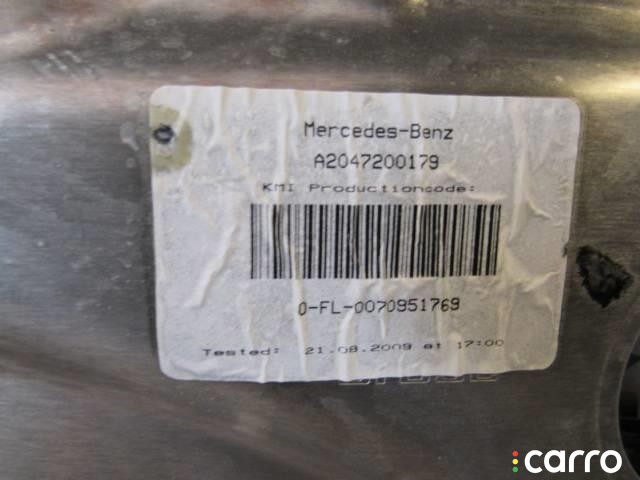 Mercedes-Benz
A2047200179
KMI Productioncode:
0-FL-0070951769
Tested: 21.08.2009 at 17:00
carro